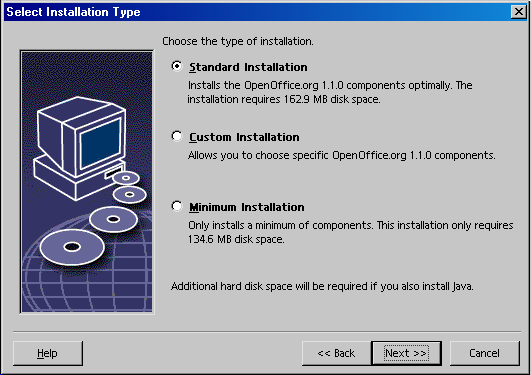 Select Installation Type
Choose the type of installation.
Standard Installation
Installs the OpenOffice.org 1.1.0 components optimally. The
installation requires 162.9 MB disk space.
Custom Installation
Allows you to choose specific OpenOffice.org 1.1.0 components.
Minimum Installation
Only installs a minimum of components. This installation only requires
134.6 MB disk space.
Additional hard disk space will be required if you also install Java.
Help
<< Back
Next >>
Cancel